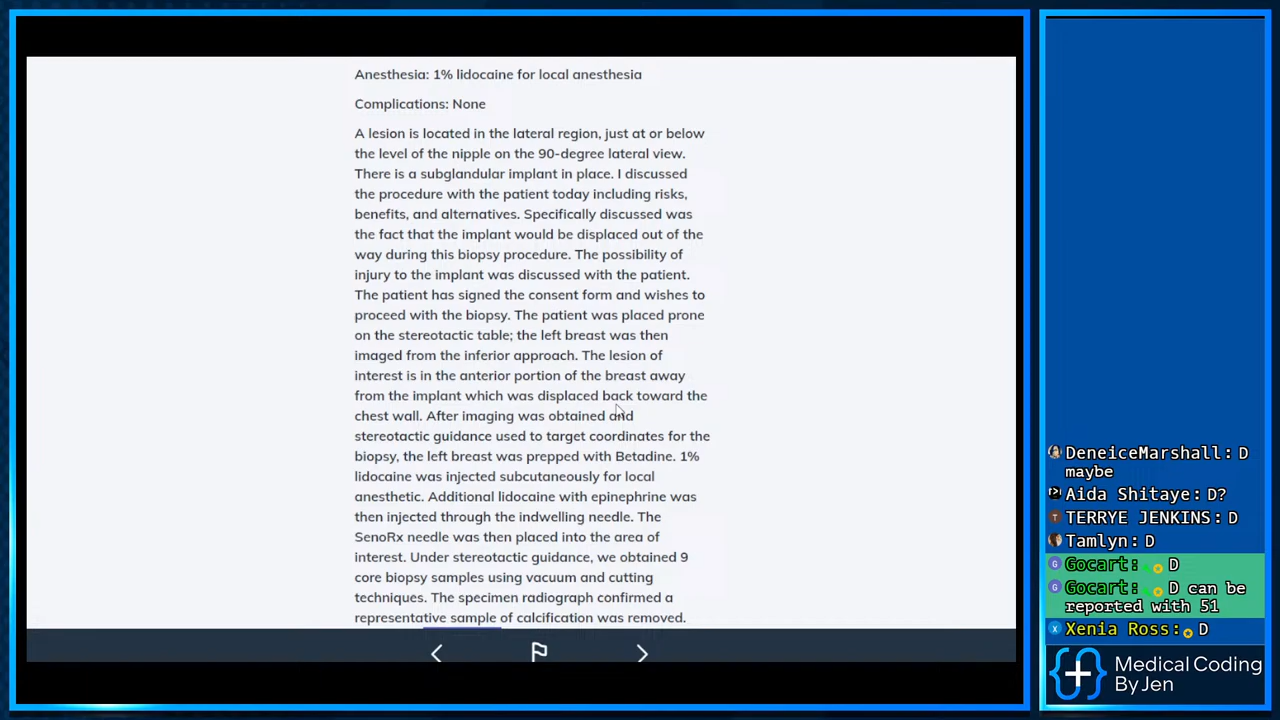 Anesthesia: 1% lidocaine for local anesthesia
Complications: None
A lesion is located in the lateral region, just at or below
the level of the nipple on the 90-degree lateral view.
There is a subglandular implant in place. I discussed
the procedure with the patient today including risks,
benefits, and alternatives. Specifically discussed was
the fact that the implant would be displaced out of the
way during this biopsy procedure. The possibility of
injury to the implant was discussed with the patient.
The patient has signed the consent form and wishes to
proceed with the biopsy. The patient was placed prone
on the stereotactic table; the left breast was then
imaged from the inferior approach. The lesion of
interest is in the anterior portion of the breast away
from the implant which was displaced back toward the
chest wall. After imaging was obtained and
stereotactic guidance used to target coordinates for the
biopsy, the left breast was prepped with Betadine. 1%
lidocaine was injected subcutaneously for local
anesthetic. Additional lidocaine with epinephrine was
then injected through the indwelling needle. The
SenoRx needle was then placed into the area of
interest. Under stereotactic guidance, we obtained 9
core biopsy samples using vacuum and cutting
techniques. The specimen radiograph confirmed a
representative sample of calcification was removed.
DeneiceMarshall: D
maybe
Aida Shitaye: D?
T TERRYE JENKINS: D
Tamlyn: D
G Gocart: D
G Gocart: D can be
reported with 51
X Xenia Ross: D
Medical Coding
By Jen